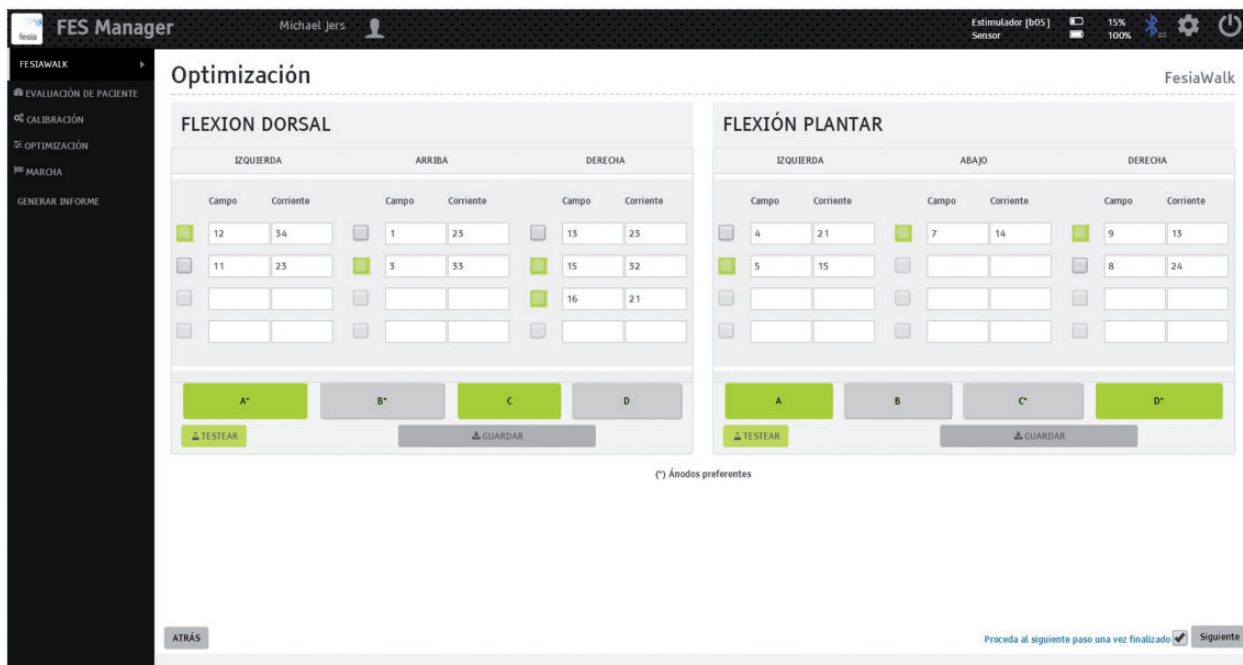 fesia
FES Manager
Michael Jers
Estimulador [b05] 15%
Sensor 100%
FESIAWALK
EVALUACIÓN DE PACIENTE
CALIBRACIÓN
OPTIMIZACIÓN
MARCHA
GENERAR INFORME
Optimización
FesiaWalk
FLEXION DORSAL
IZQUIERDA ARRIBA DERECHA
Campo Corriente Campo Corriente Campo Corriente
12 34 1 23 13 23
11 23 3 33 15 32
16 21
A* B* C D
TESTEAR GUARDAR
FLEXIÓN PLANTAR
IZQUIERDA ABAJO DERECHA
Campo Corriente Campo Corriente Campo Corriente
4 21 7 14 9 13
5 15 8 24
A B C* D*
TESTEAR GUARDAR
(*) Ánodos preferentes
ATRÁS
Proceda al siguiente paso una vez finalizado Siguiente